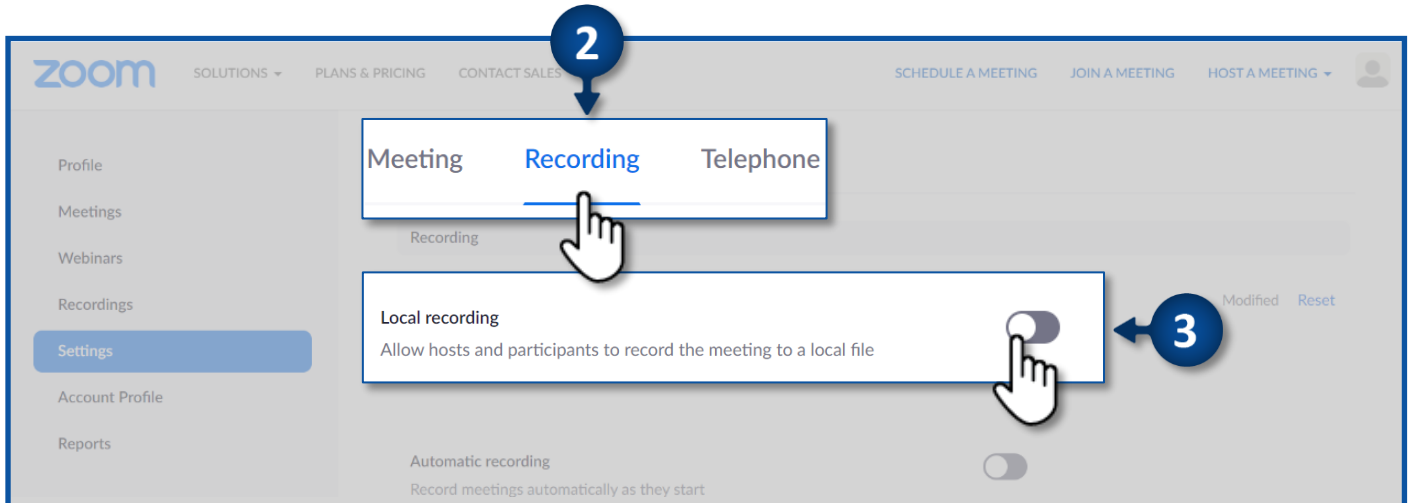 2
zoom SOLUTIONS PLANS & PRICING CONTACT SALES SCHEDULE A MEETING JOIN A MEETING HOST A MEETING
Profile
Meetings
Webinars
Recordings
Settings
Account Profile
Reports
Meeting Recording Telephone
Recording
Local recording
Allow hosts and participants to record the meeting to a local file
Modified Reset
3
Automatic recording
Record meetings automatically as they start